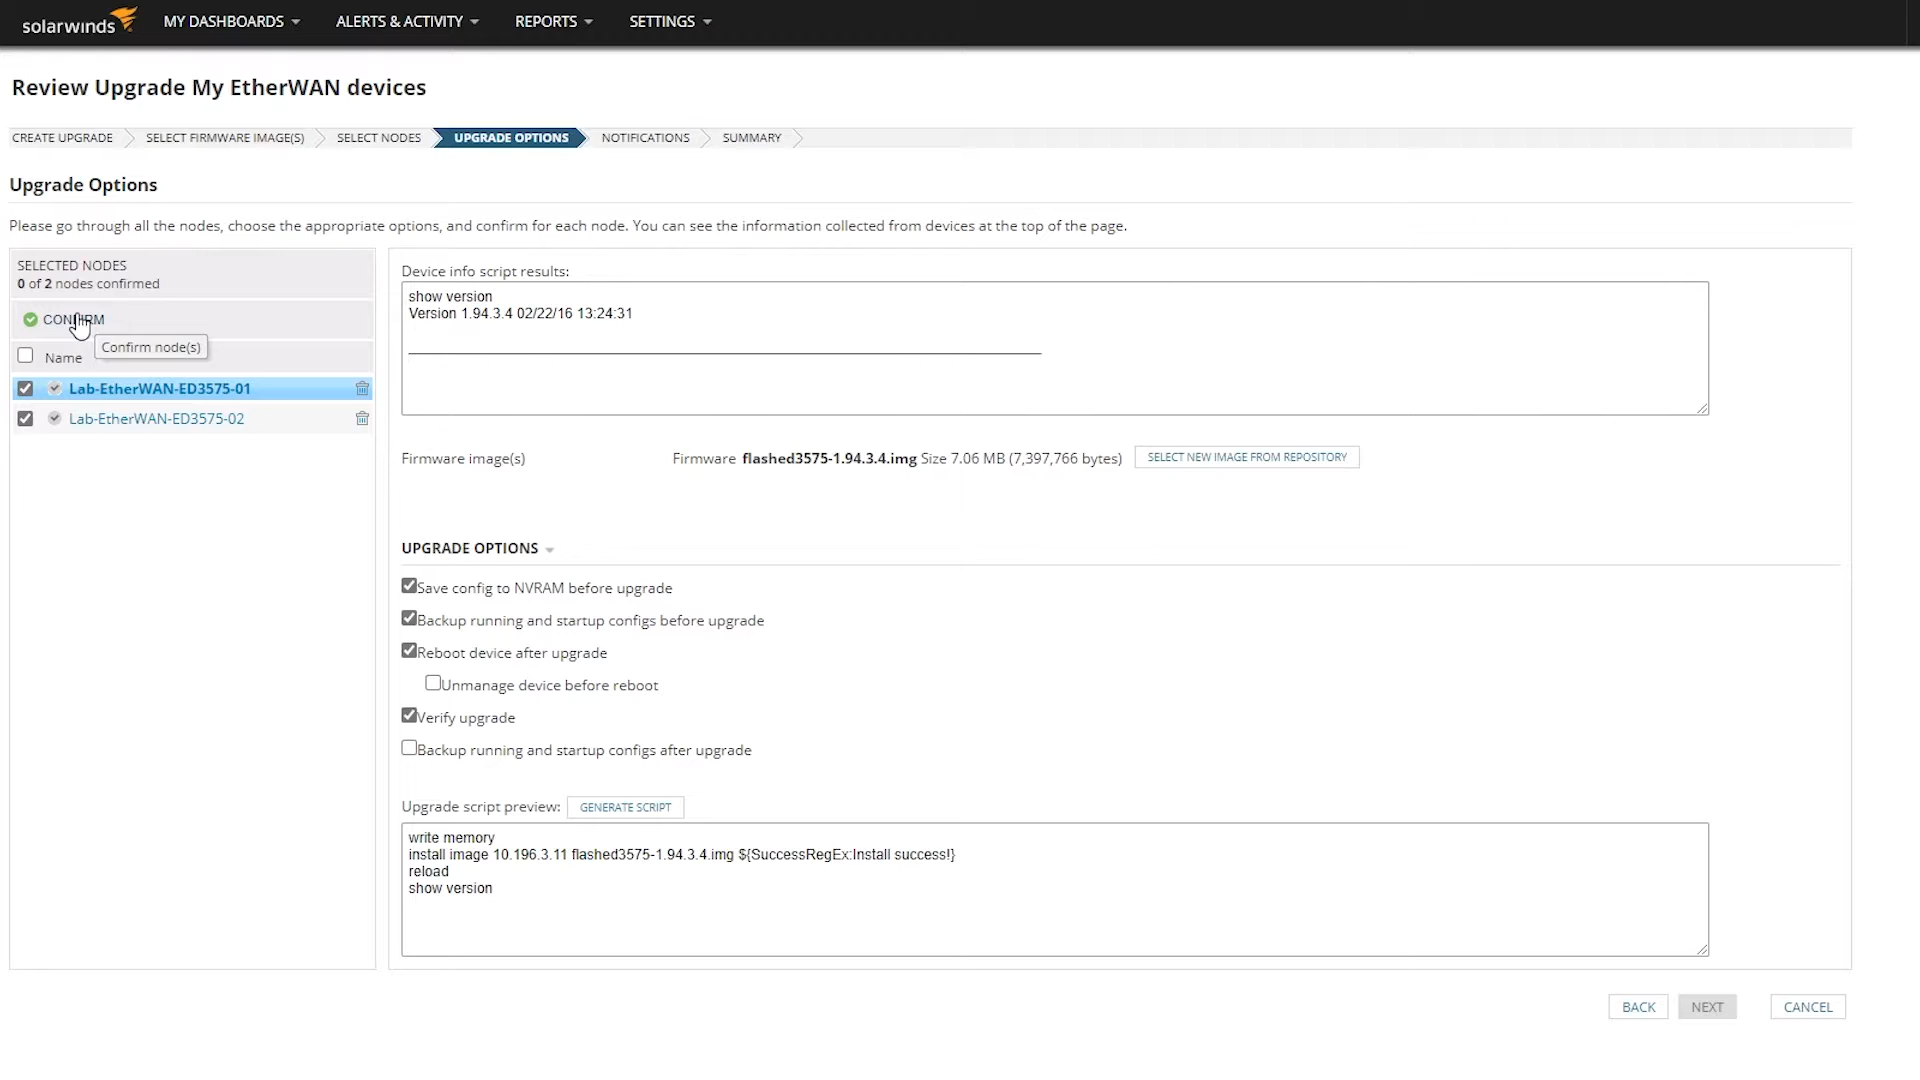 solarwinds MY DASHBOARDS ALERTS & ACTIVITY REPORTS SETTINGS
Review Upgrade My EtherWAN devices
CREATE UPGRADE SELECT FIRMWARE IMAGE(S) SELECT NODES UPGRADE OPTIONS NOTIFICATIONS SUMMARY
Upgrade Options
Please go through all the nodes, choose the appropriate options, and confirm for each node. You can see the information collected from devices at the top of the page.
SELECTED NODES
0 of 2 nodes confirmed
CONFIRM
Confirm node(s)
Name
Lab-EtherWAN-ED3575-01
Lab-EtherWAN-ED3575-02
Device info script results:
show version
Version 1.94.3.4 02/22/16 13:24:31
Firmware image(s) Firmware flashed3575-1.94.3.4.img Size 7.06 MB (7,397,766 bytes) SELECT NEW IMAGE FROM REPOSITORY
UPGRADE OPTIONS
Save config to NVRAM before upgrade
Backup running and startup configs before upgrade
Reboot device after upgrade
Unmanage device before reboot
Verify upgrade
Backup running and startup configs after upgrade
Upgrade script preview: GENERATE SCRIPT
write memory
install image 10.196.3.11 flashed3575-1.94.3.4.img ${SuccessRegEx:Install success!}
reload
show version
BACK NEXT CANCEL